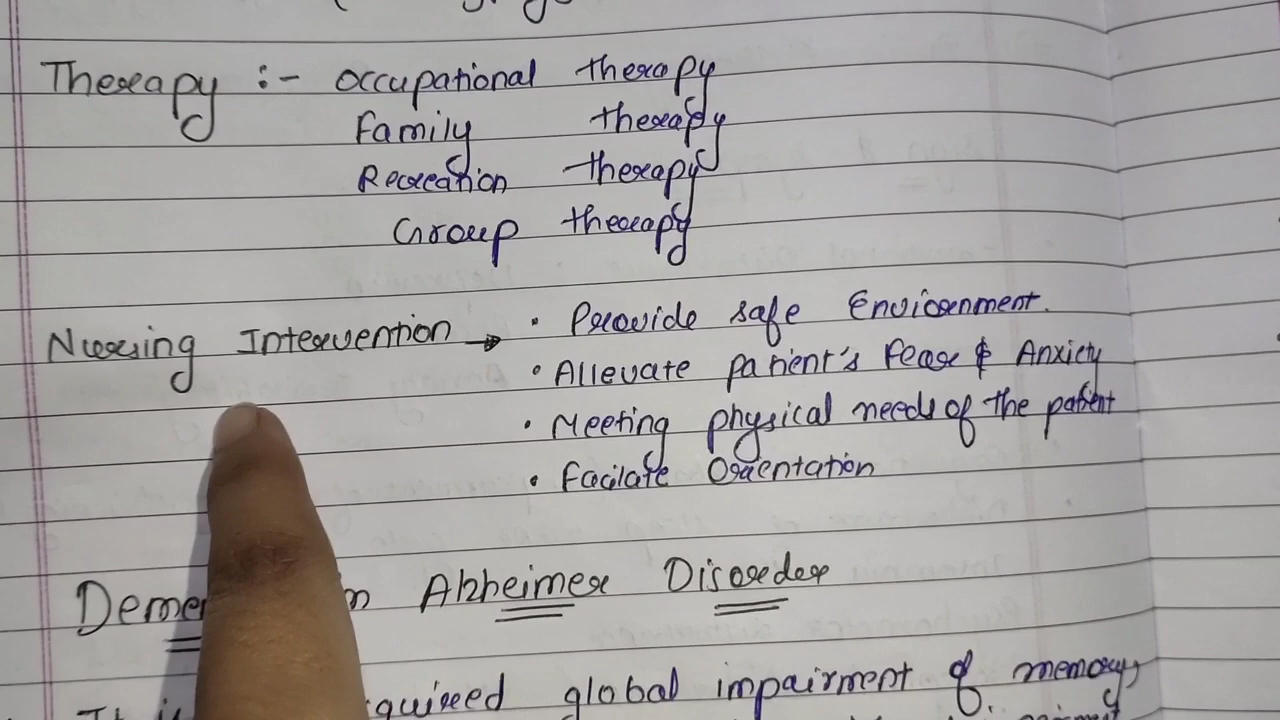 Therapy :- Occupational therapy
Family therapy
Recreation therapy
Group therapy
Nursing Intervention → • Provide safe Environment.
• Allevate patient's Fear & Anxiety
• Meeting physical needs of the patient
• Facilate Orientation
in Alzheimer Disorder
global impairment of memory,